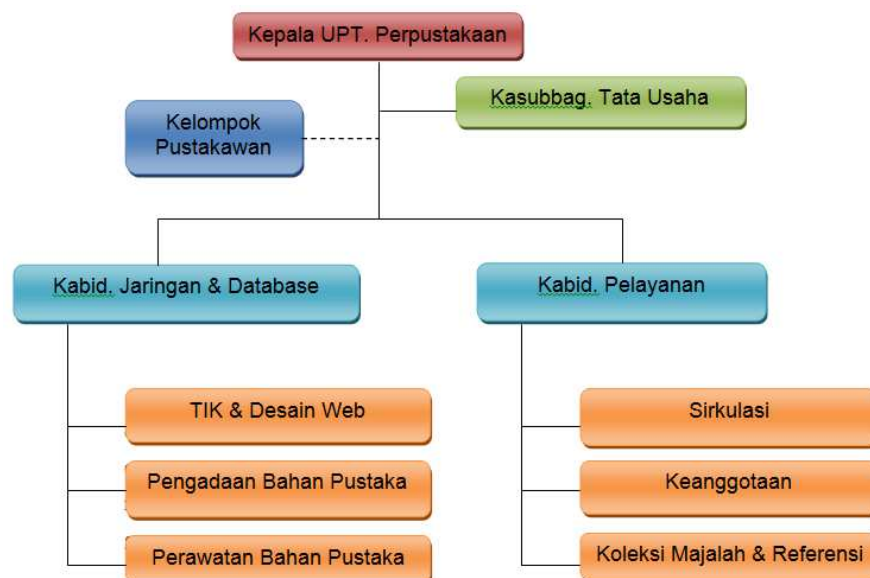 Kepala UPT. Perpustakaan
Kasubbag. Tata Usaha
Kelompok
Pustakawan
Kabid. Jaringan & Database
Kabid. Pelayanan
TIK & Desain Web
Sirkulasi
Pengadaan Bahan Pustaka
Keanggotaan
Perawatan Bahan Pustaka
Koleksi Majalah & Referensi